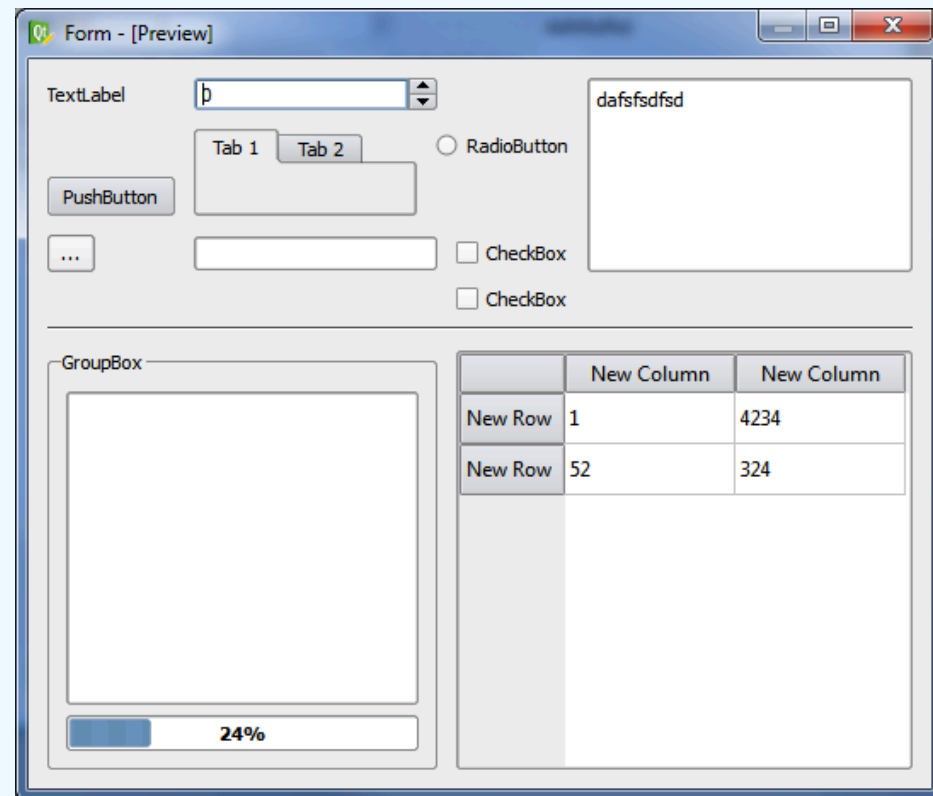 Form - [Preview]
TextLabel
dafsfsdfsd
Tab 1 Tab 2
RadioButton
PushButton
...
CheckBox
CheckBox
GroupBox
New Column New Column
New Row 1 4234
New Row 52 324
24%